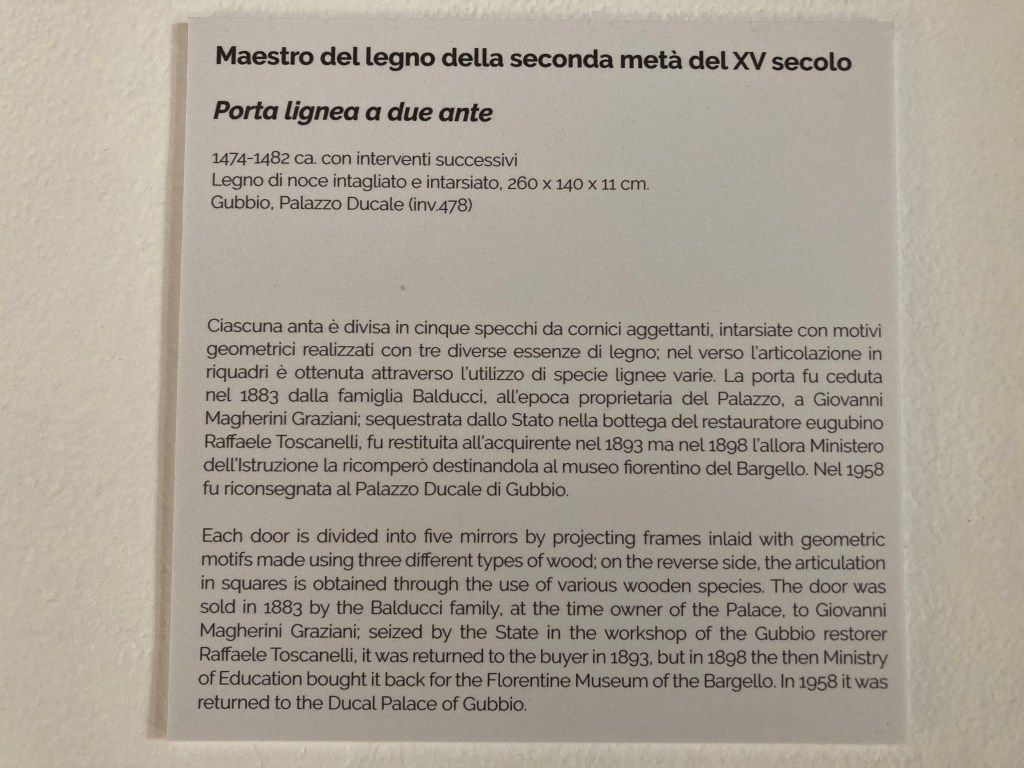 Maestro del legno della seconda metà del XV secolo
Porta lignea a due ante
1474-1482 ca. con interventi successivi
Legno di noce intagliato e intarsiato, 260 x 140 x 11 cm.
Gubbio, Palazzo Ducale (inv.478)
Ciascuna anta è divisa in cinque specchi da cornici aggettanti, intarsiate con motivi
geometrici realizzati con tre diverse essenze di legno; nel verso l'articolazione in
riquadri è ottenuta attraverso l'utilizzo di specie lignee varie. La porta fu ceduta
nel 1883 dalla famiglia Balducci, all'epoca proprietaria del Palazzo, a Giovanni
Magherini Graziani; sequestrata dallo Stato nella bottega del restauratore eugubino
Raffaele Toscanelli, fu restituita all'acquirente nel 1893 ma nel 1898 l'allora Ministero
dell'Istruzione la ricomperò destinandola al museo fiorentino del Bargello. Nel 1958
fu riconsegnata al Palazzo Ducale di Gubbio.
Each door is divided into five mirrors by projecting frames inlaid with geometric
motifs made using three different types of wood; on the reverse side, the articulation
in squares is obtained through the use of various wooden species. The door was
sold in 1883 by the Balducci family, at the time owner of the Palace, to Giovanni
Magherini Graziani; seized by the State in the workshop of the Gubbio restorer
Raffaele Toscanelli, it was returned to the buyer in 1893, but in 1898 the then Ministry
of Education bought it back for the Florentine Museum of the Bargello. In 1958 it was
returned to the Ducal Palace of Gubbio.